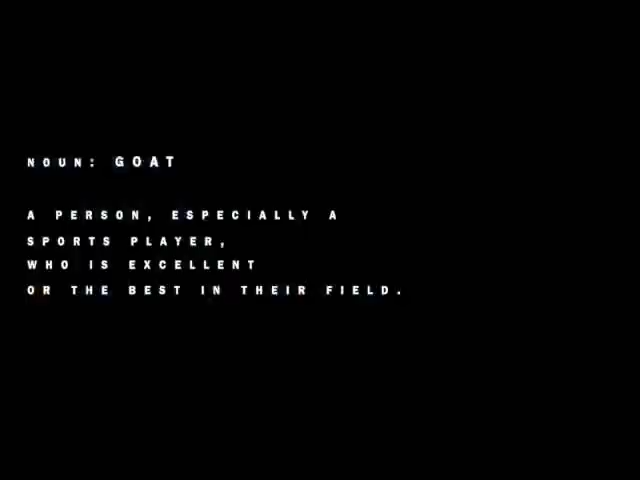 NOUN: GOAT
A PERSON, ESPECIALLY A
SPORTS PLAYER,
WHO IS EXCELLENT
OR THE BEST IN THEIR FIELD.